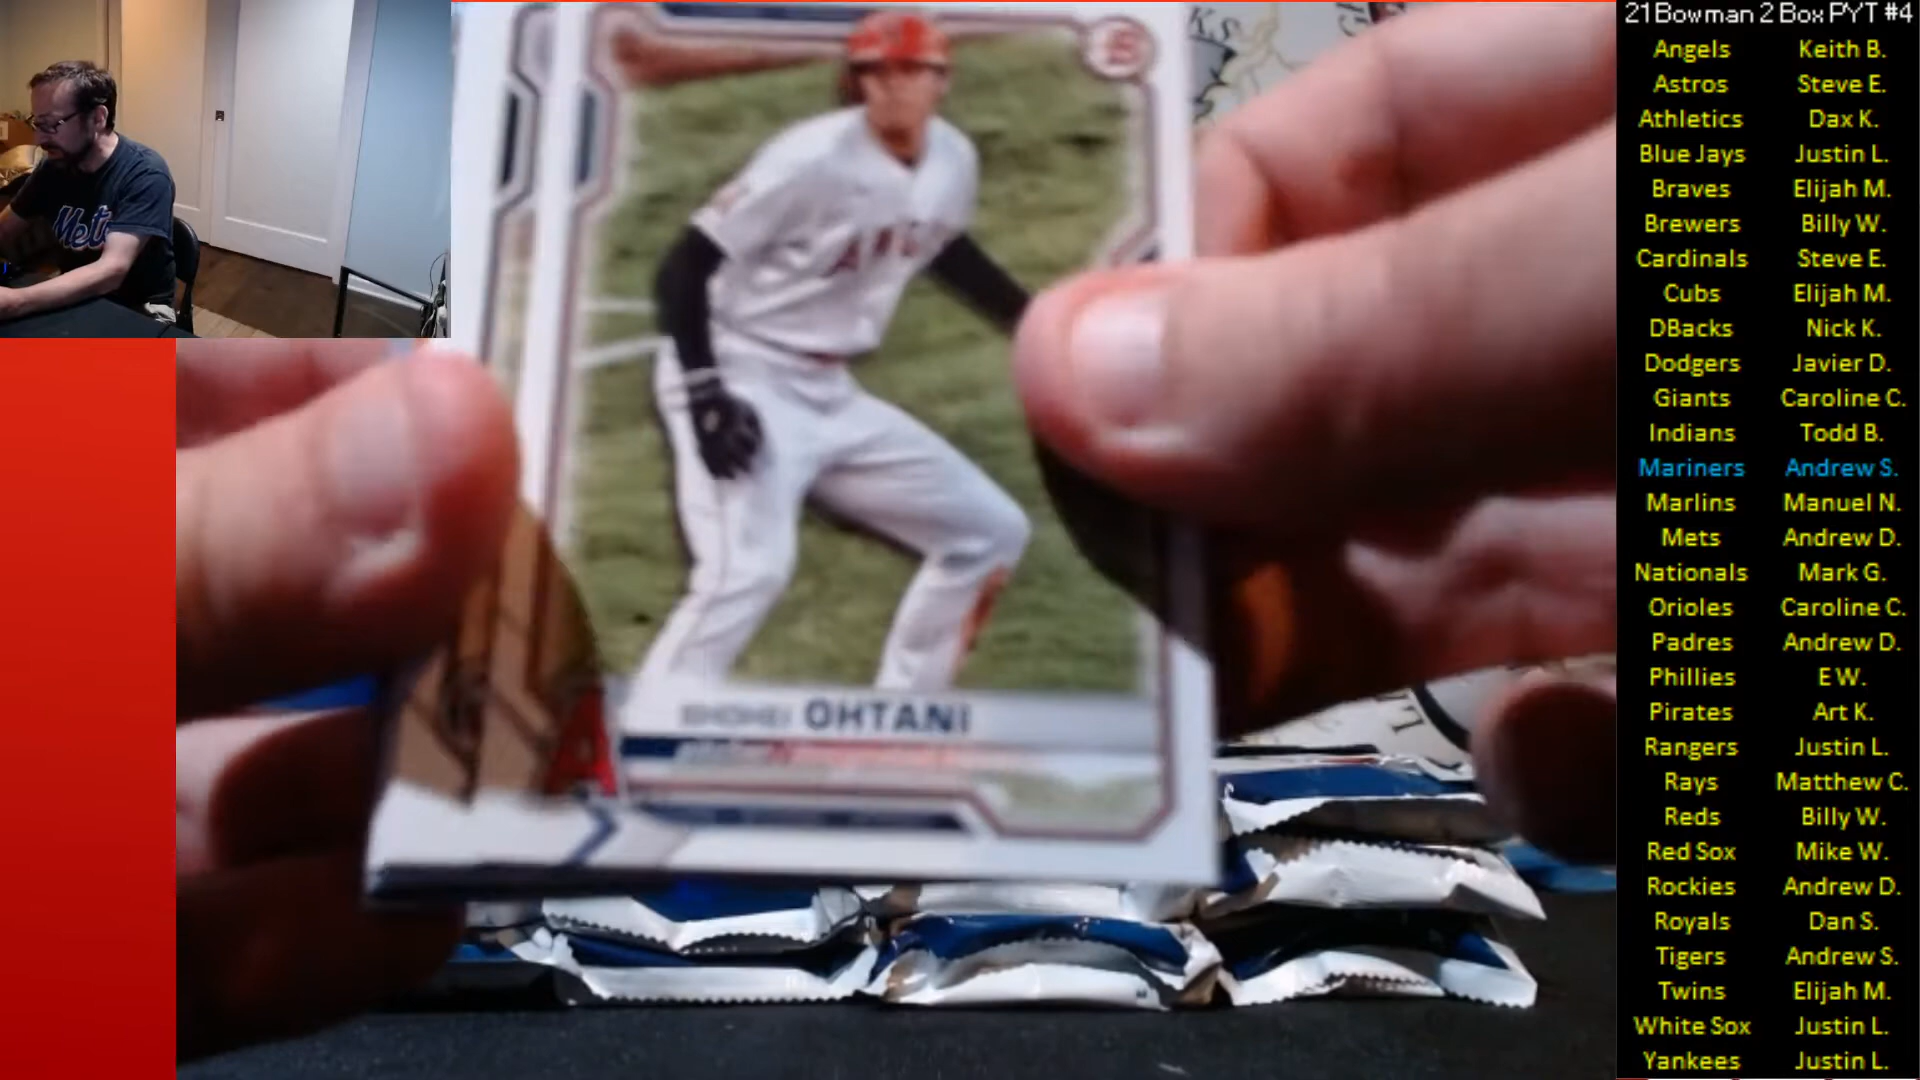 21 Bowman 2 Box PYT #4
Angels Keith B.
Astros Steve E.
Athletics Dax K.
Blue Jays Justin L.
Braves Elijah M.
Brewers Billy W.
Cardinals Steve E.
Cubs Elijah M.
DBacks Nick K.
Dodgers Javier D.
Giants Caroline C.
Indians Todd B.
Mariners Andrew S.
Marlins Manuel N.
Mets Andrew D.
Nationals Mark G.
Orioles Caroline C.
Padres Andrew D.
Phillies E W.
Pirates Art K.
Rangers Justin L.
Rays Matthew C.
Reds Billy W.
Red Sox Mike W.
Rockies Andrew D.
Royals Dan S.
Tigers Andrew S.
Twins Elijah M.
White Sox Justin L.
Yankees Justin L.
Mets
ANG
SHOHEI OHTANI